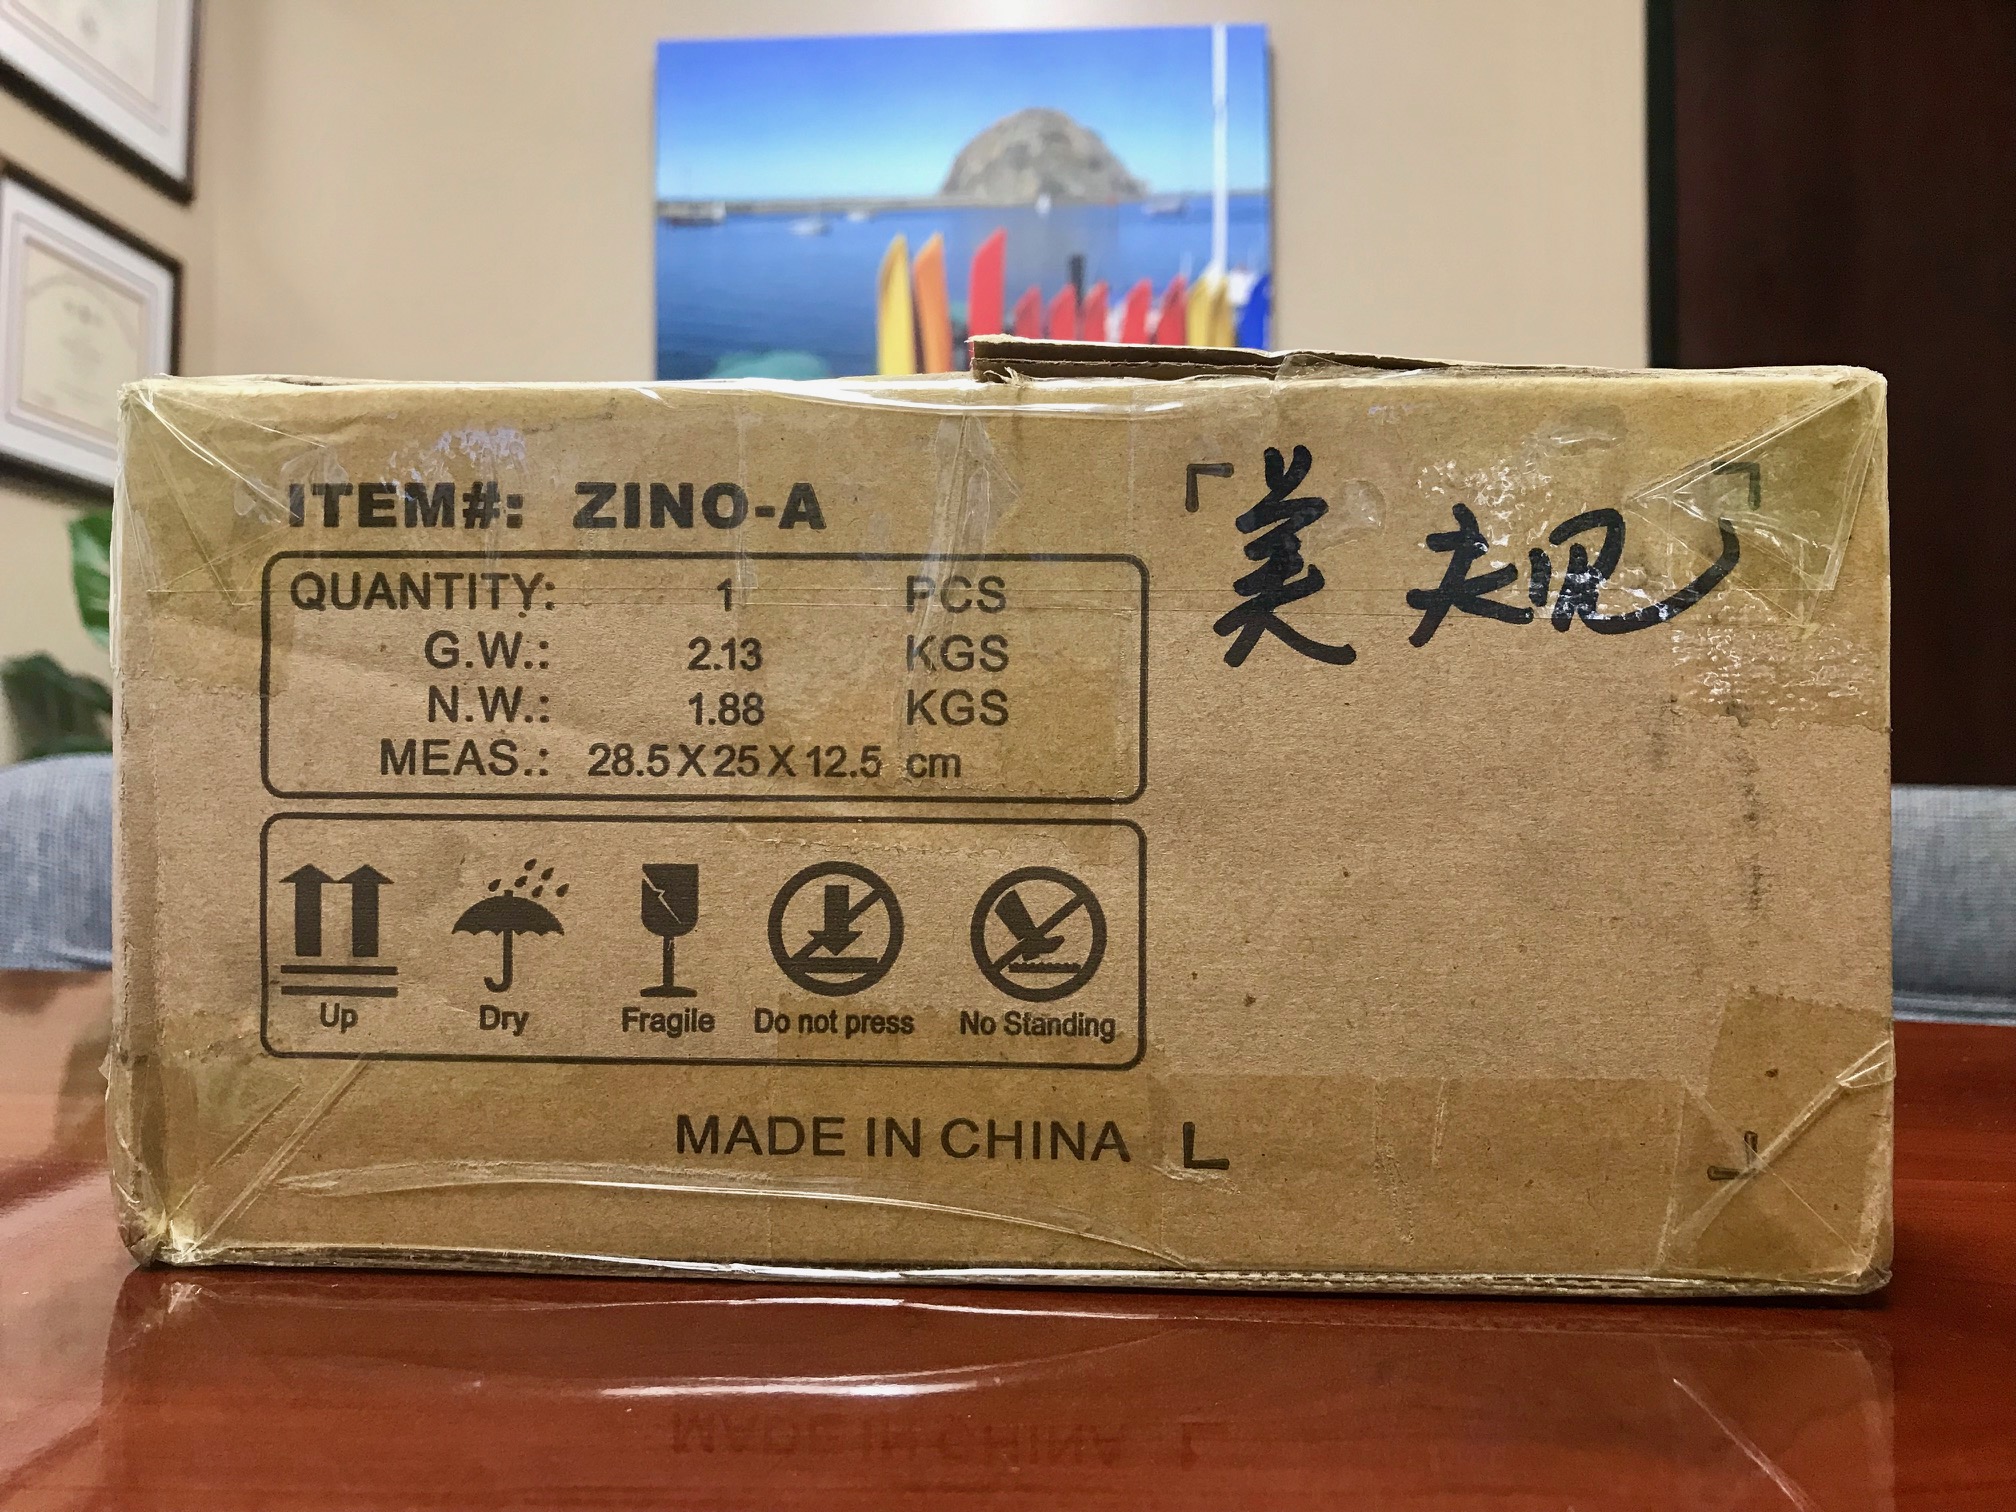 ITEM#: ZINO-A
QUANTITY: 1 PCS
G.W.: 2.13 KGS
N.W.: 1.88 KGS
MEAS.: 28.5X25X12.5 cm
Up Dry Fragile Do not press No Standing
MADE IN CHINA
美规